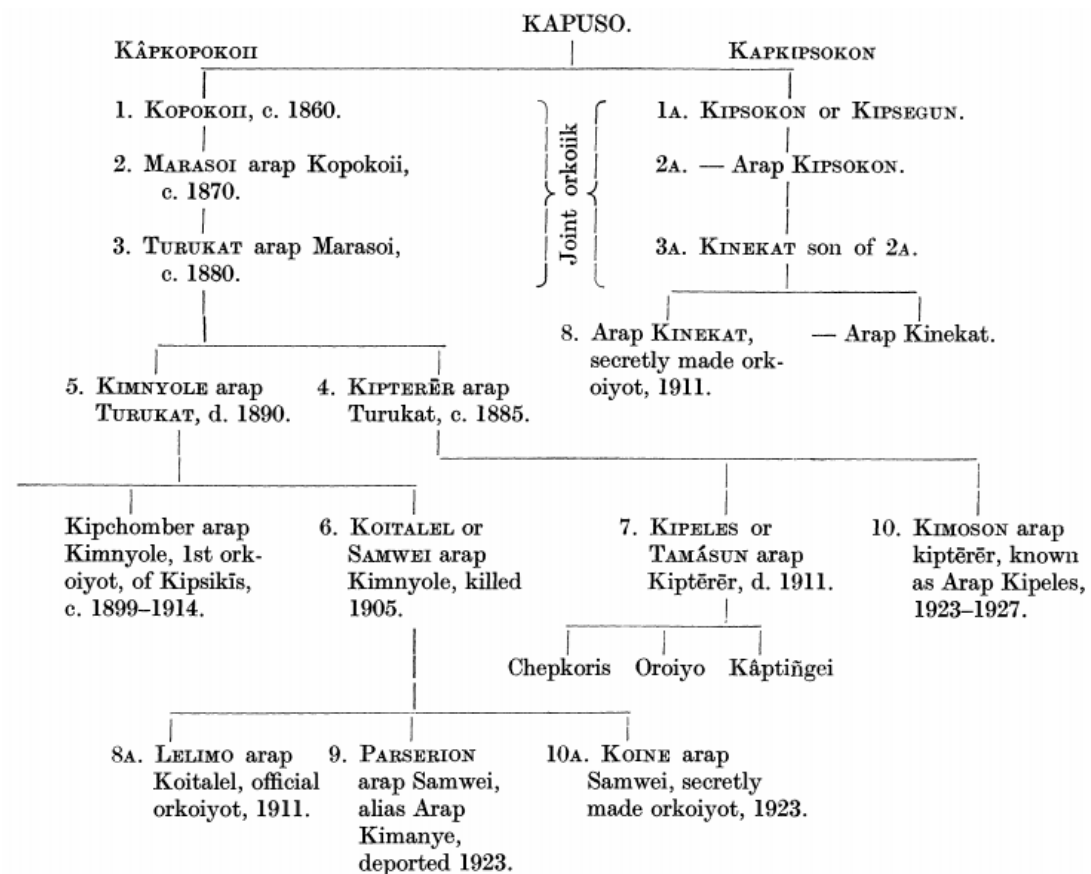 KAPUSO.
KÂPKOPOKOII
KAPKIPSOKON
1. KOPOKOII, c. 1860.
2. MARASOI arap Kopokoii,
c. 1870.
3. TURUKAT arap Marasoi,
c. 1880.
Joint orkoiik
1A. KIPSOKON or KIPSEGUN.
2A. — Arap KIPSOKON.
3A. KINEKAT son of 2A.
8. Arap KINEKAT,
secretly made ork-
oiyot, 1911.
— Arap Kinekat.
5. KIMNYOLE arap
TURUKAT, d. 1890.
4. KIPTERĒR arap
Turukat, c. 1885.
Kipchomber arap
Kimnyole, 1st ork-
oiyot, of Kipsikīs,
c. 1899–1914.
6. KOITALEL or
SAMWEI arap
Kimnyole, killed
1905.
7. KIPELES or
TAMÁSUN arap
Kiptērēr, d. 1911.
10. KIMOSON arap
kiptērēr, known
as Arap Kipeles,
1923–1927.
Chepkoris
Oroiyo
Kâptiñgei
8A. LELIMO arap
Koitalel, official
orkoiyot, 1911.
9. PARSERION
arap Samwei,
alias Arap
Kimanye,
deported 1923.
10A. KOINE arap
Samwei, secretly
made orkoiyot, 1923.